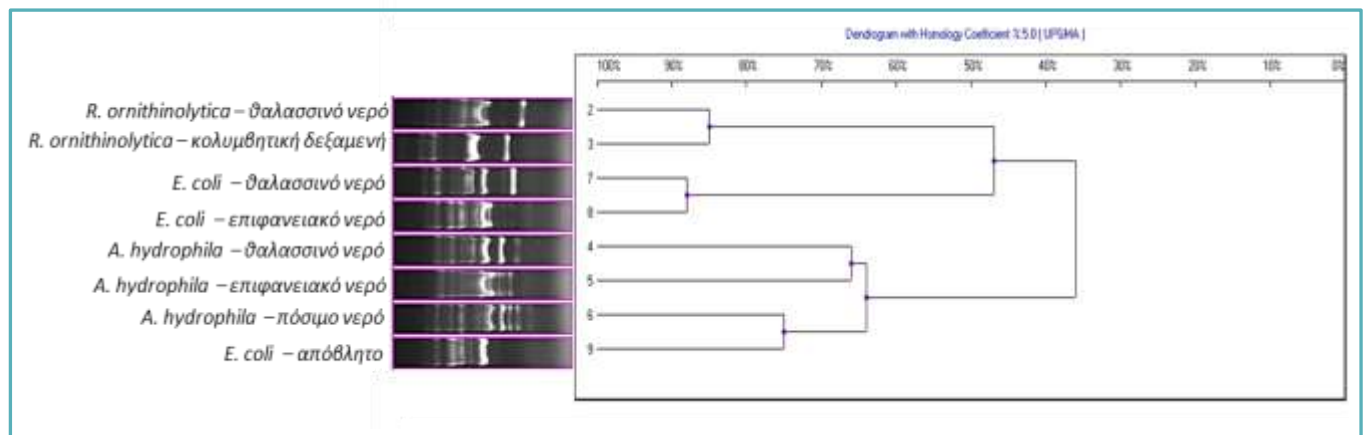 Dendrogram with Homology Coefficient % 5.0 [ UPGMA ]
100% 90% 80% 70% 60% 50% 40% 30% 20% 10% 0%
R. ornithinolytica – θαλασσινό νερό 2
R. ornithinolytica – κολυμβητική δεξαμενή 3
E. coli – θαλασσινό νερό 7
E. coli – επιφανειακό νερό 8
A. hydrophila – θαλασσινό νερό 4
A. hydrophila – επιφανειακό νερό 5
A. hydrophila – πόσιμο νερό 6
E. coli – απόβλητο 9